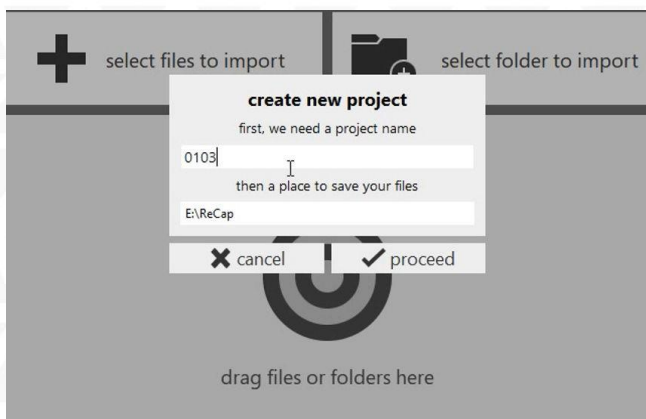 select files to import
select folder to import
create new project
first, we need a project name
0103
then a place to save your files
E:\ReCap
cancel
proceed
drag files or folders here